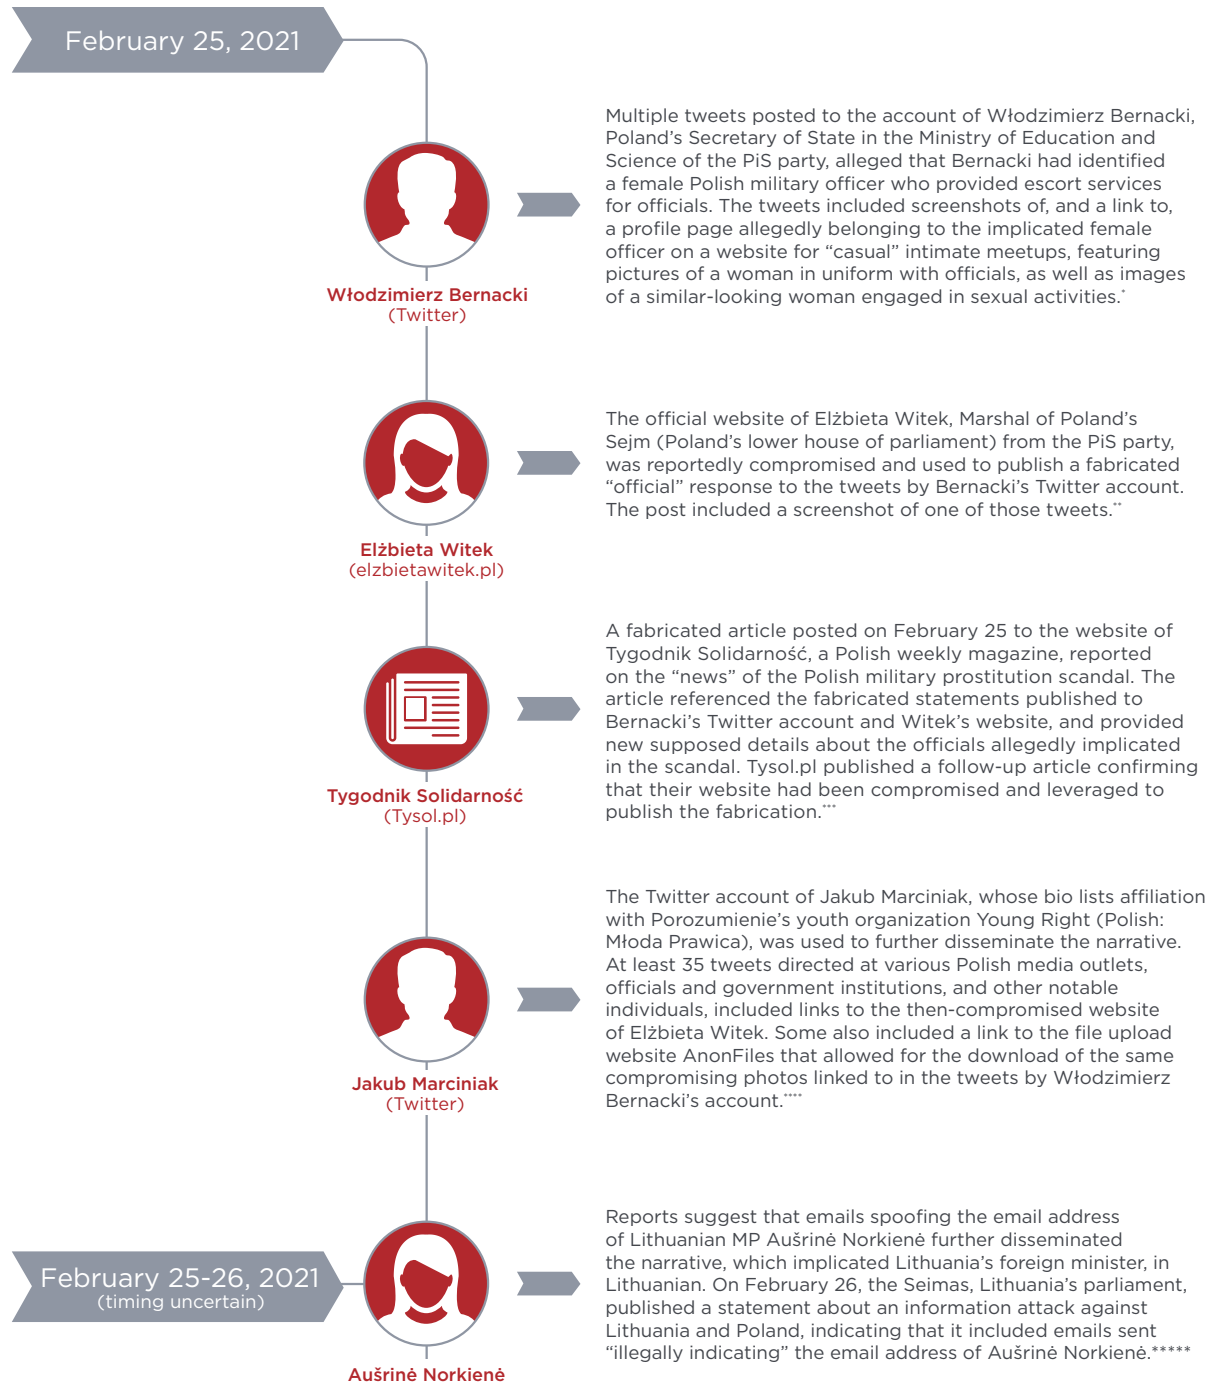 February 25, 2021
Multiple tweets posted to the account of Włodzimierz Bernacki,
Poland's Secretary of State in the Ministry of Education and
Science of the PiS party, alleged that Bernacki had identified
a female Polish military officer who provided escort services
for officials. The tweets included screenshots of, and a link to,
a profile page allegedly belonging to the implicated female
officer on a website for “casual” intimate meetups, featuring
pictures of a woman in uniform with officials, as well as images
of a similar-looking woman engaged in sexual activities.*
Włodzimierz Bernacki
(Twitter)
The official website of Elżbieta Witek, Marshal of Poland's
Sejm (Poland's lower house of parliament) from the PiS party,
was reportedly compromised and used to publish a fabricated
“official” response to the tweets by Bernacki's Twitter account.
The post included a screenshot of one of those tweets.**
Elżbieta Witek
(elzbietawitek.pl)
A fabricated article posted on February 25 to the website of
Tygodnik Solidarność, a Polish weekly magazine, reported
on the “news” of the Polish military prostitution scandal. The
article referenced the fabricated statements published to
Bernacki's Twitter account and Witek's website, and provided
new supposed details about the officials allegedly implicated
in the scandal. Tysol.pl published a follow-up article confirming
that their website had been compromised and leveraged to
publish the fabrication.***
Tygodnik Solidarność
(Tysol.pl)
The Twitter account of Jakub Marciniak, whose bio lists affiliation
with Porozumienie's youth organization Young Right (Polish:
Młoda Prawica), was used to further disseminate the narrative.
At least 35 tweets directed at various Polish media outlets,
officials and government institutions, and other notable
individuals, included links to the then-compromised website
of Elżbieta Witek. Some also included a link to the file upload
website AnonFiles that allowed for the download of the same
compromising photos linked to in the tweets by Włodzimierz
Bernacki's account.****
Jakub Marciniak
(Twitter)
February 25-26, 2021
(timing uncertain)
Reports suggest that emails spoofing the email address
of Lithuanian MP Aušrinė Norkienė further disseminated
the narrative, which implicated Lithuania's foreign minister, in
Lithuanian. On February 26, the Seimas, Lithuania's parliament,
published a statement about an information attack against
Lithuania and Poland, indicating that it included emails sent
“illegally indicating” the email address of Aušrinė Norkienė.*****
Aušrinė Norkienė